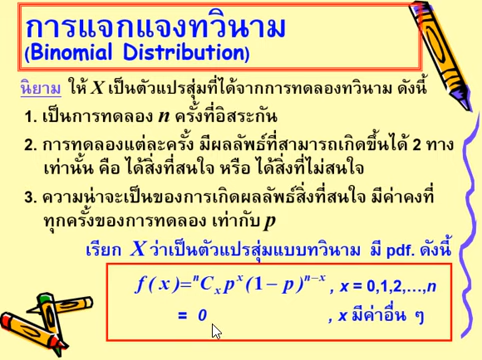 การแจกแจงทวินาม
(Binomial Distribution)
นิยาม ให้ X เป็นตัวแปรสุ่มที่ได้จากการทดลองทวินาม ดังนี้
1. เป็นการทดลอง n ครั้งที่อิสระกัน
2. การทดลองแต่ละครั้ง มีผลลัพธ์ที่สามารถเกิดขึ้นได้ 2 ทาง
เท่านั้น คือ ได้สิ่งที่สนใจ หรือ ได้สิ่งที่ไม่สนใจ
3. ความน่าจะเป็นของการเกิดผลลัพธ์สิ่งที่สนใจ มีค่าคงที่
ทุกครั้งของการทดลอง เท่ากับ p
เรียก X ว่าเป็นตัวแปรสุ่มแบบทวินาม มี pdf. ดังนี้
f(x)=ⁿCₓpˣ(1−p)ⁿ⁻ˣ , x = 0,1,2,...,n
= 0 , x มีค่าอื่น ๆ